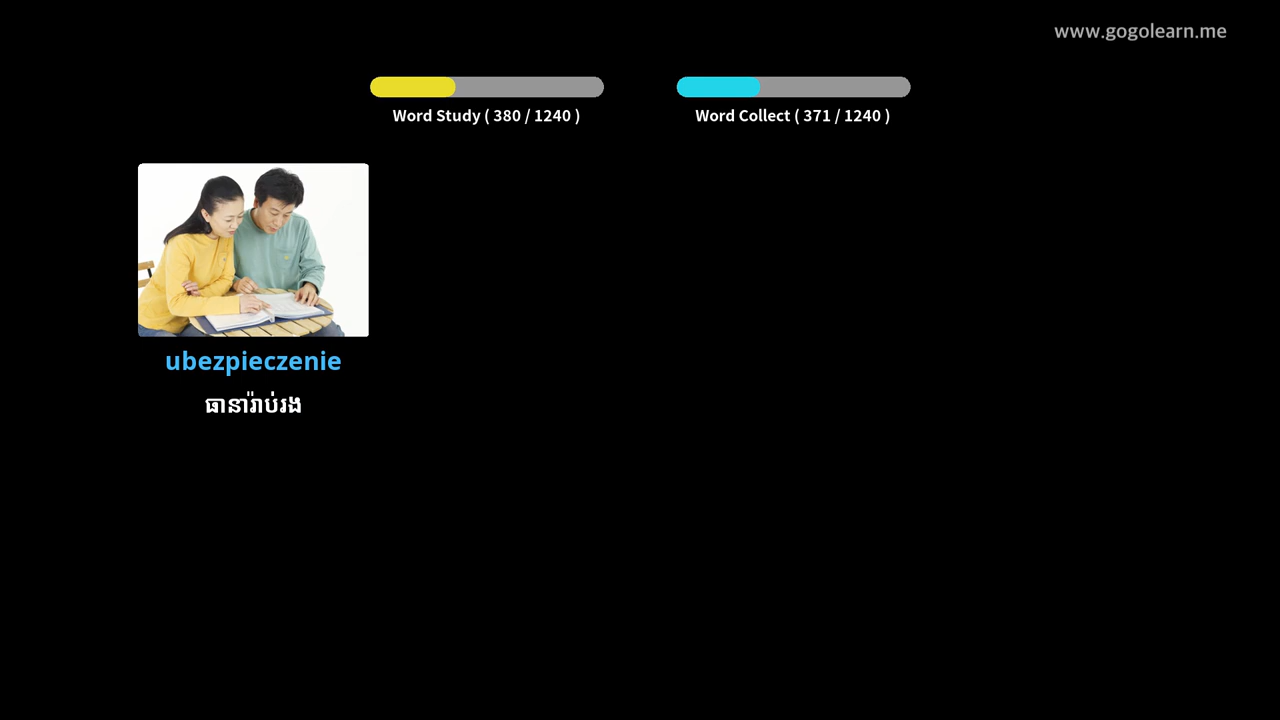 www.gogolearn.me
Word Study ( 380 / 1240 )
Word Collect ( 371 / 1240 )
ubezpieczenie
ធានារ៉ាប់រង